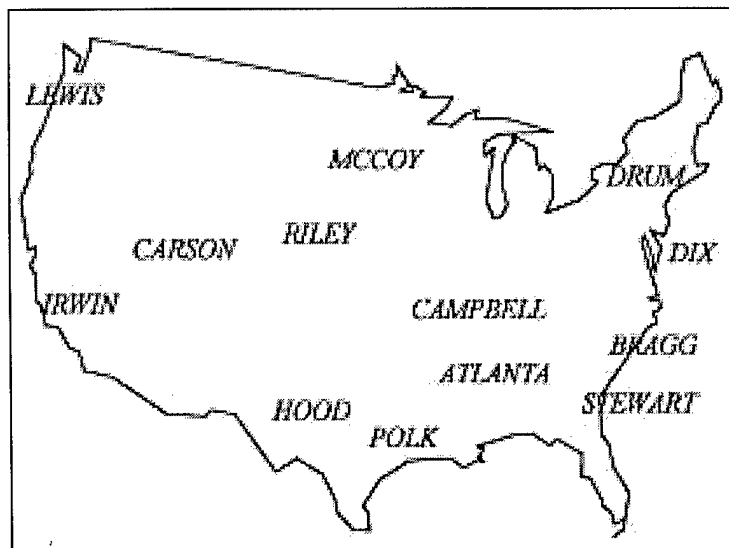 LEWIS
MCCOY
DRUM
RILEY
CARSON
DIX
IRWIN
CAMPBELL
BRAGG
ATLANTA
STEWART
HOOD
POLK